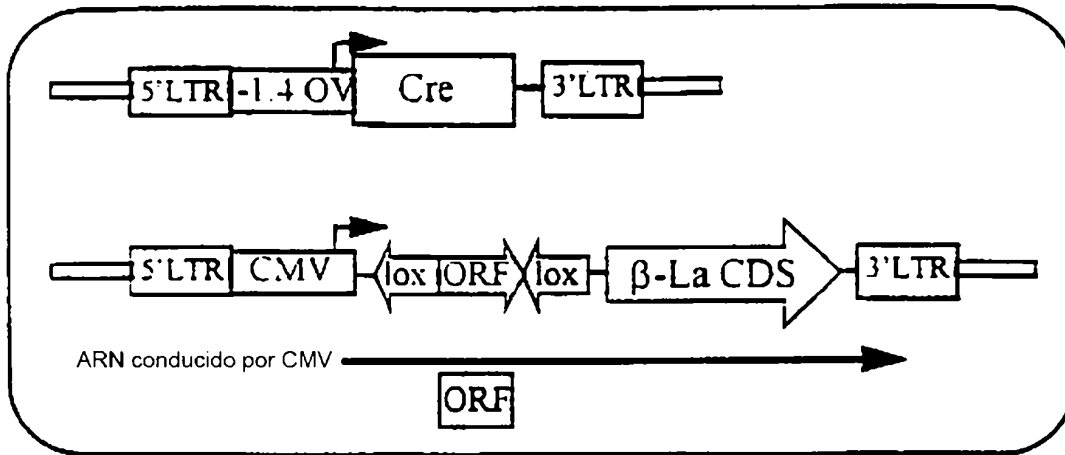 5'LTR -1.4 OV Cre 3'LTR
5'LTR CMV lox ORF lox β-La CDS 3'LTR
ARN conducido por CMV
ORF